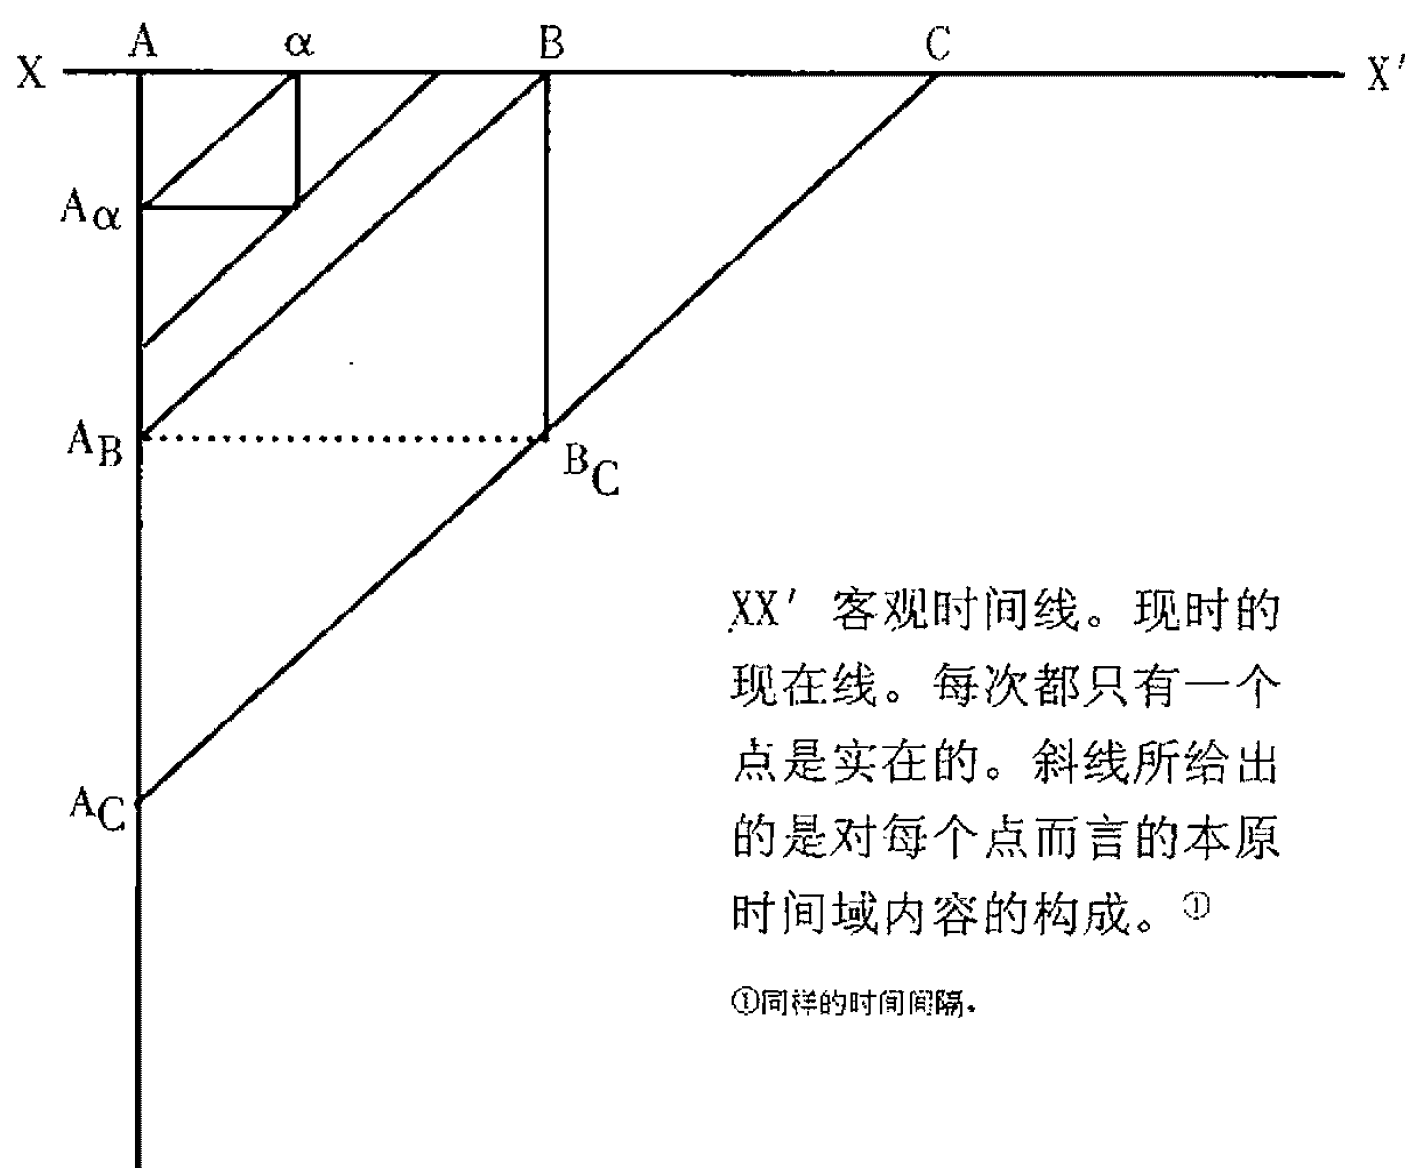 A α B C
X X′
Aα
AB
BC
AC
XX′ 客观时间线。现时的
现在线。每次都只有一个
点是实在的。斜线所给出
的是对每个点而言的本原
时间域内容的构成。①
①同样的时间间隔。